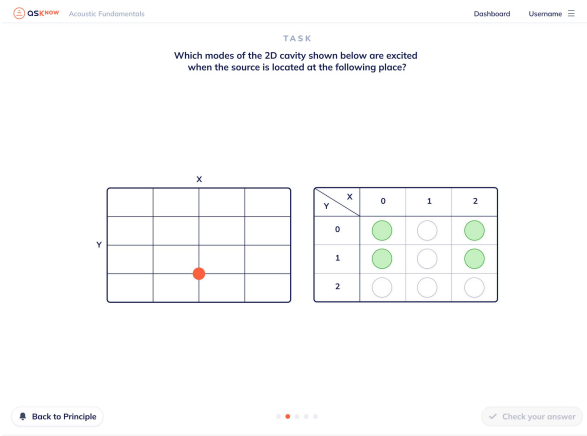 asKNOW Acoustic Fundamentals Dashboard Username
TASK
Which modes of the 2D cavity shown below are excited
when the source is located at the following place?
X
Y
X
Y
0 1 2
0
1
2
Back to Principle
Check your answer